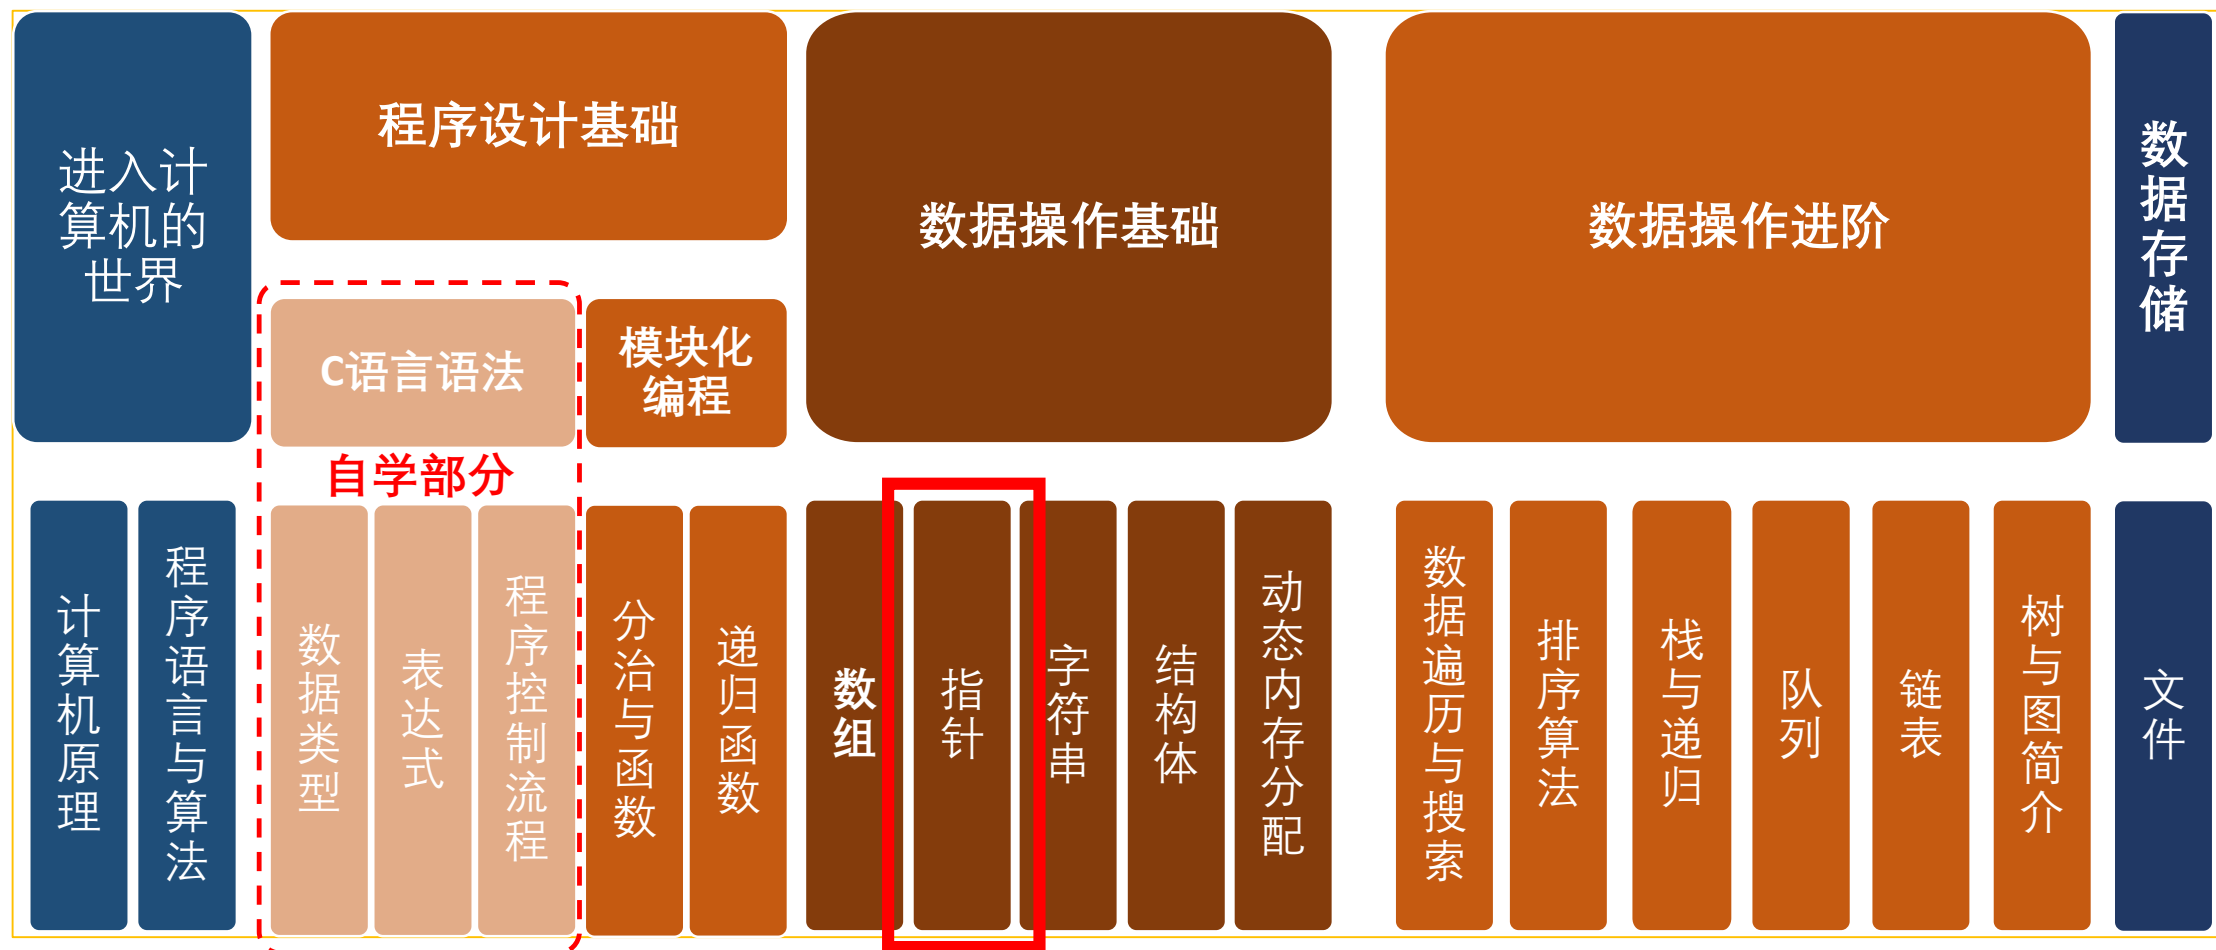 进入计
算机的
世界
程序设计基础
数据操作基础
数据操作进阶
数据存储
C语言语法
模块化
编程
自学部分
计算机原理
程序语言与算法
数据类型
表达式
程序控制流程
分治与函数
递归函数
数组
指针
字符串
结构体
动态内存分配
数据遍历与搜索
排序算法
栈与递归
队列
链表
树与图简介
文件